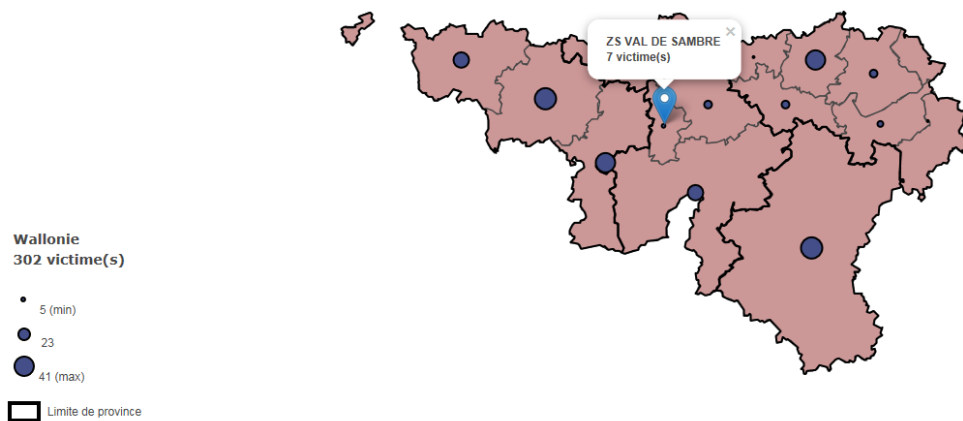 ZS VAL DE SAMBRE
7 victime(s)
×
Wallonie
302 victime(s)
5 (min)
23
41 (max)
Limite de province